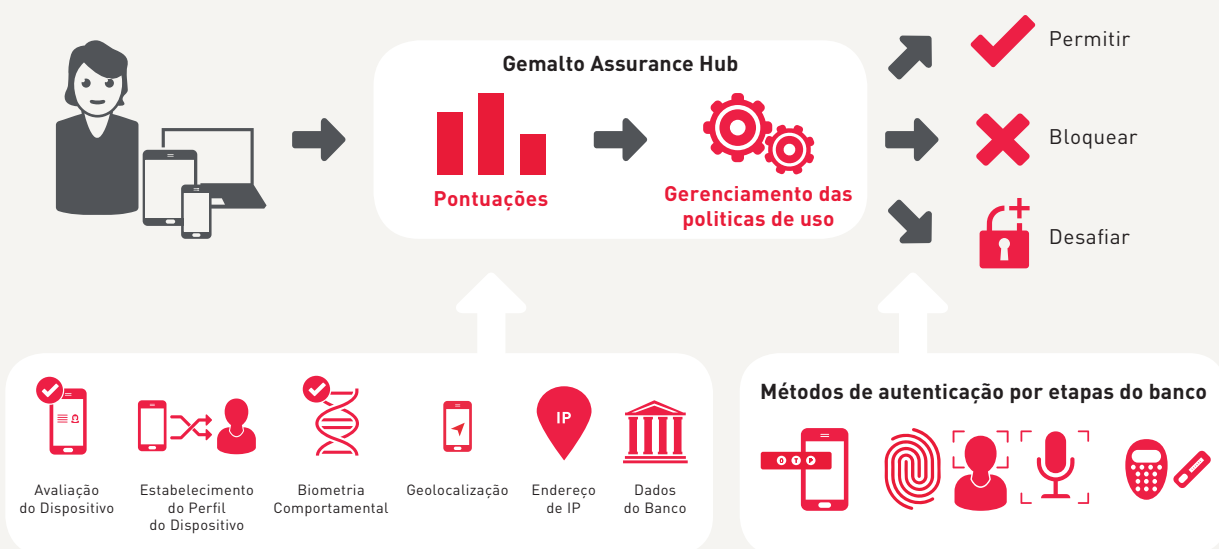 Gemalto Assurance Hub
Pontuações
Gerenciamento das
politicas de uso
Permitir
Bloquear
Desafiar
Avaliação
do Dispositivo
Estabelecimento
do Perfil
do Dispositivo
Biometria
Comportamental
Geolocalização
IP
Endereço
de IP
Dados
do Banco
Métodos de autenticação por etapas do banco
OTP